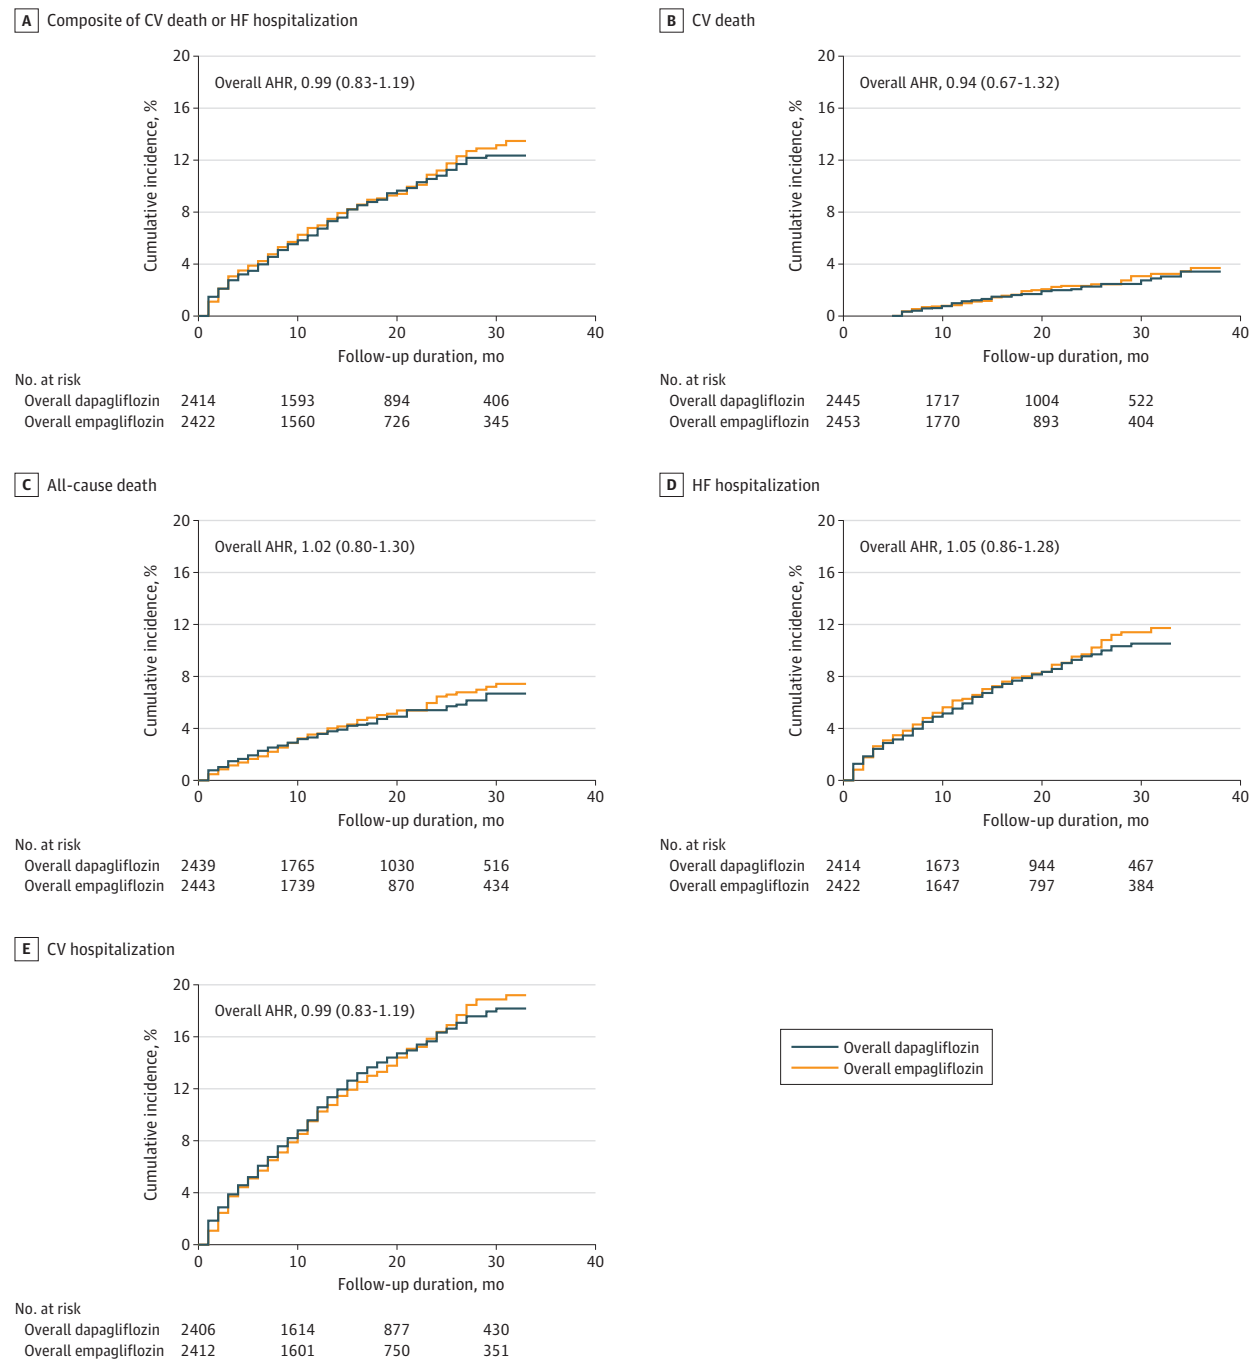 A Composite of CV death or HF hospitalization
Overall AHR, 0.99 (0.83-1.19)
Cumulative incidence, %
20
16
12
8
4
0
0 10 20 30 40
Follow-up duration, mo
No. at risk
Overall dapagliflozin 2414 1593 894 406
Overall empagliflozin 2422 1560 726 345
B CV death
Overall AHR, 0.94 (0.67-1.32)
Cumulative incidence, %
20
16
12
8
4
0
0 10 20 30 40
Follow-up duration, mo
No. at risk
Overall dapagliflozin 2445 1717 1004 522
Overall empagliflozin 2453 1770 893 404
C All-cause death
Overall AHR, 1.02 (0.80-1.30)
Cumulative incidence, %
20
16
12
8
4
0
0 10 20 30 40
Follow-up duration, mo
No. at risk
Overall dapagliflozin 2439 1765 1030 516
Overall empagliflozin 2443 1739 870 434
D HF hospitalization
Overall AHR, 1.05 (0.86-1.28)
Cumulative incidence, %
20
16
12
8
4
0
0 10 20 30 40
Follow-up duration, mo
No. at risk
Overall dapagliflozin 2414 1673 944 467
Overall empagliflozin 2422 1647 797 384
E CV hospitalization
Overall AHR, 0.99 (0.83-1.19)
Cumulative incidence, %
20
16
12
8
4
0
0 10 20 30 40
Follow-up duration, mo
No. at risk
Overall dapagliflozin 2406 1614 877 430
Overall empagliflozin 2412 1601 750 351
Overall dapagliflozin
Overall empagliflozin